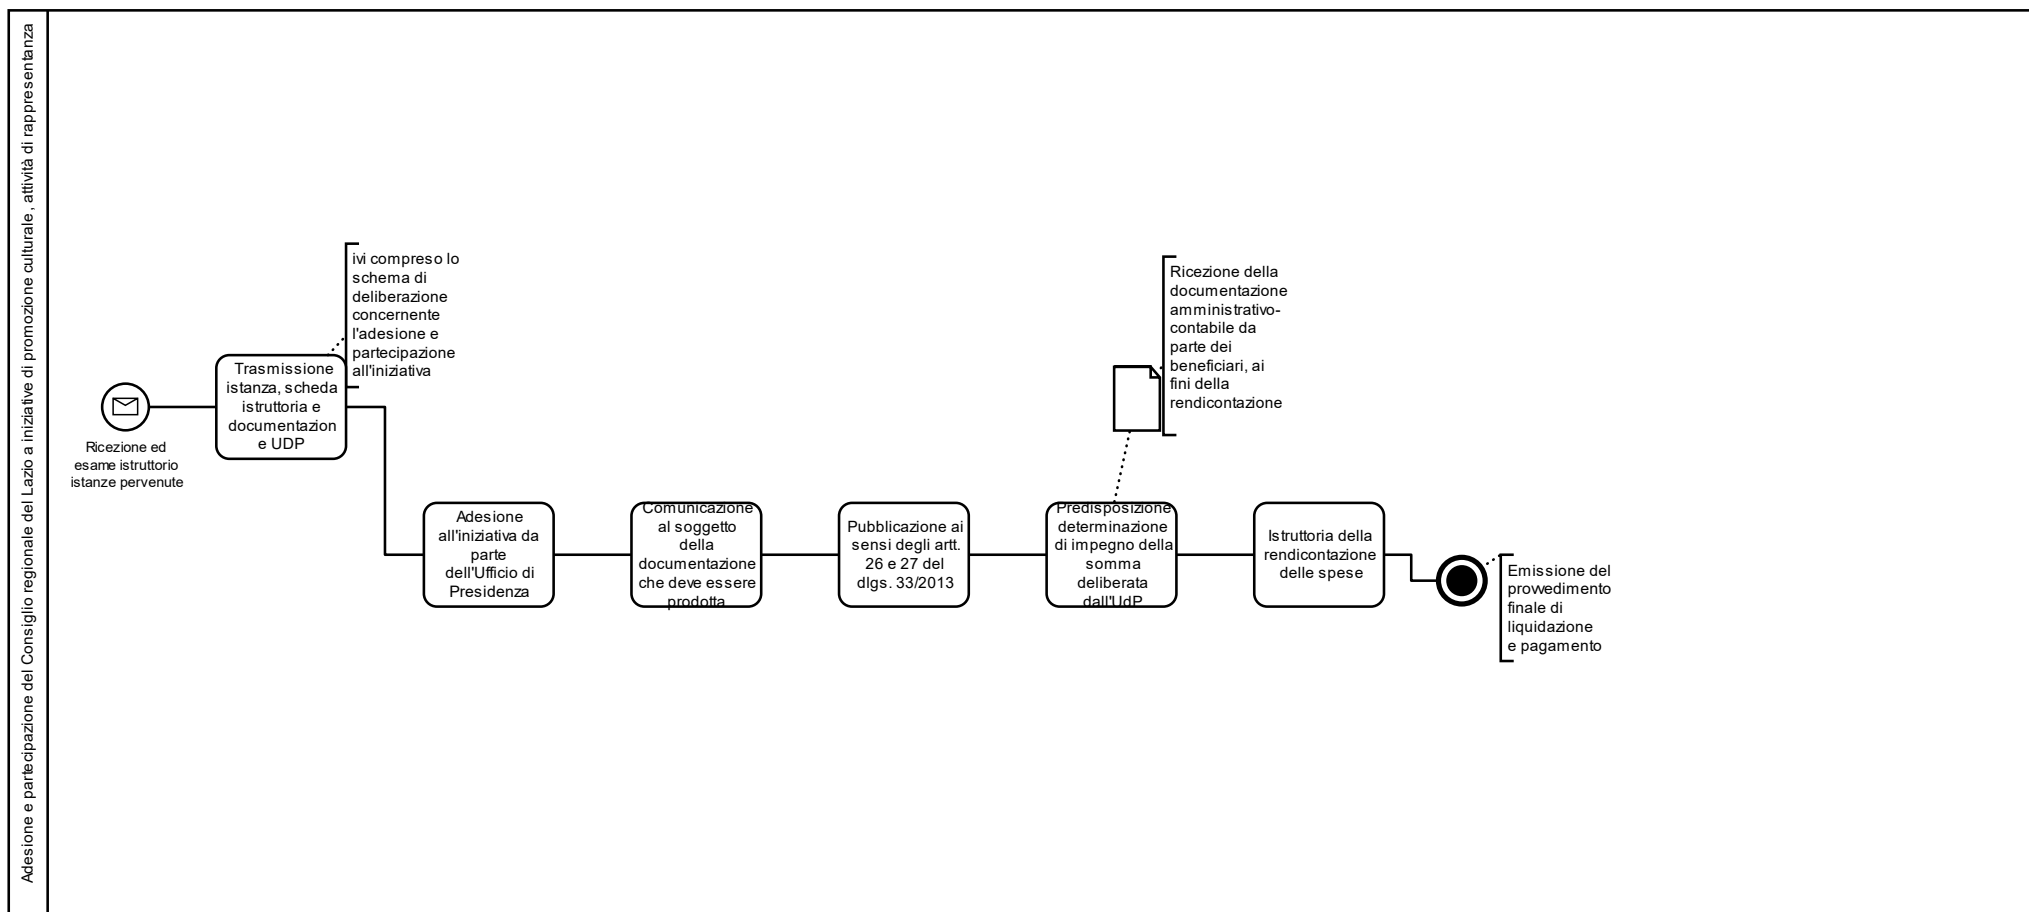 Adesione e partecipazione del Consiglio regionale del Lazio a iniziative di promozione culturale, attività di rappresentanza
Ricezione ed
esame istruttorio
istanze pervenute
Trasmissione
istanza, scheda
istruttoria e
documentazion
e UDP
ivi compreso lo
schema di
deliberazione
concernente
l'adesione e
partecipazione
all'iniziativa
Adesione
all'iniziativa da
parte
dell'Ufficio di
Presidenza
Comunicazione
al soggetto
della
documentazione
che deve essere
prodotta
Pubblicazione ai
sensi degli artt.
26 e 27 del
dlgs. 33/2013
Predisposizione
determinazione
di impegno della
somma
deliberata
dall'UdP
Ricezione della
documentazione
amministrativo-
contabile da
parte dei
beneficiari, ai
fini della
rendicontazione
Istruttoria della
rendicontazione
delle spese
Emissione del
provvedimento
finale di
liquidazione
e pagamento